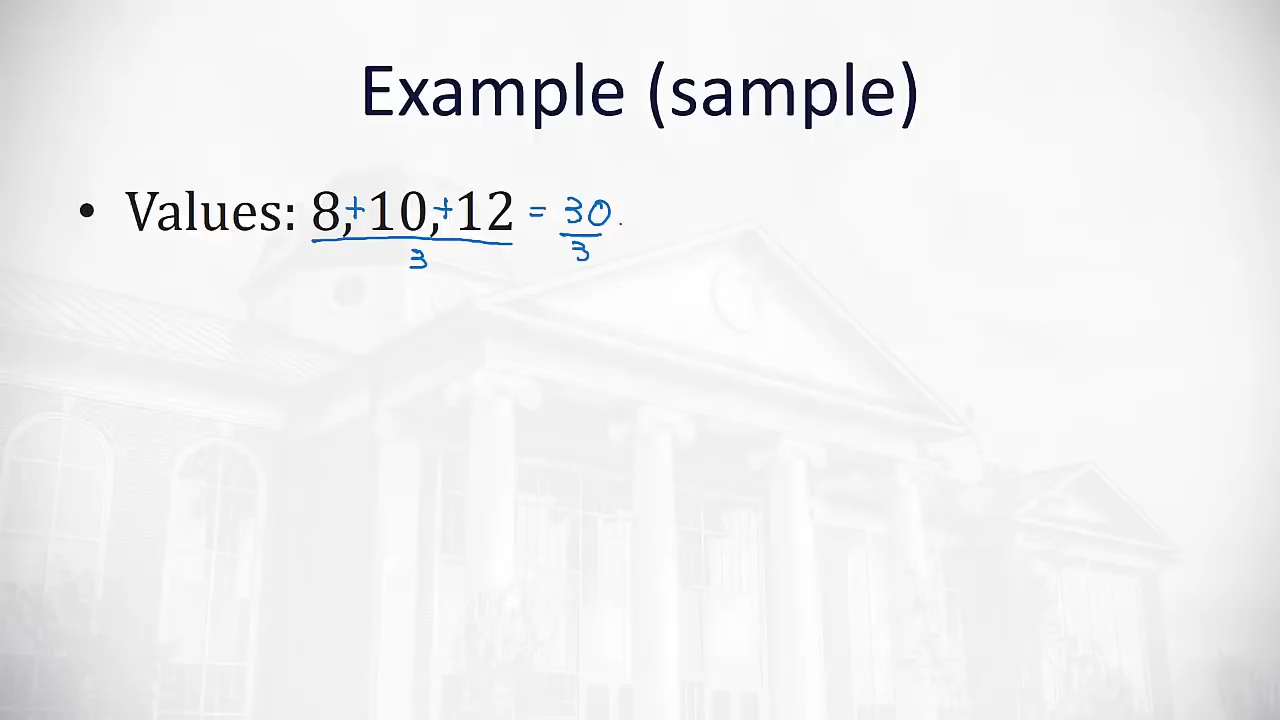 Example (sample)
• Values: 8,+10,+12 = 30
3
3